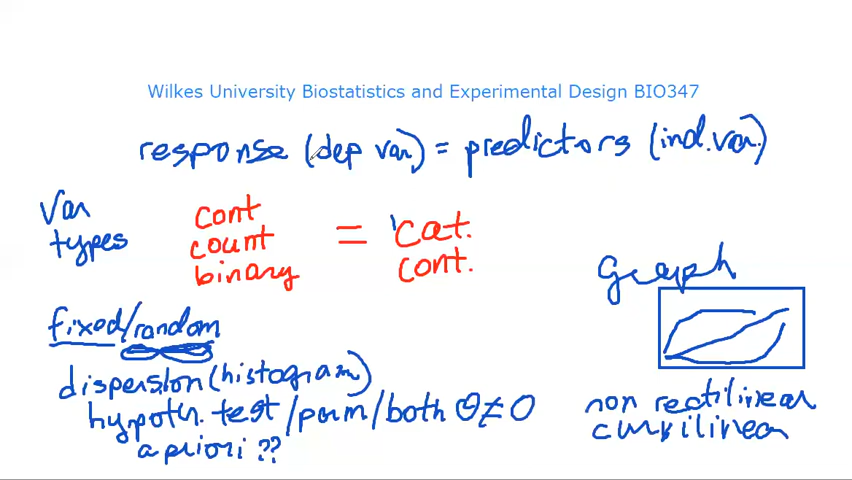 Wilkes University Biostatistics and Experimental Design BIO347
response (dep var) = predictors (ind. var.)
Var
types
cont
count
binary
= cat.
cont.
graph
fixed/random
dispersion (histogram)
hypoth. test/parm/both θ≠0
a priori ??
non rectilinear
curvilinear